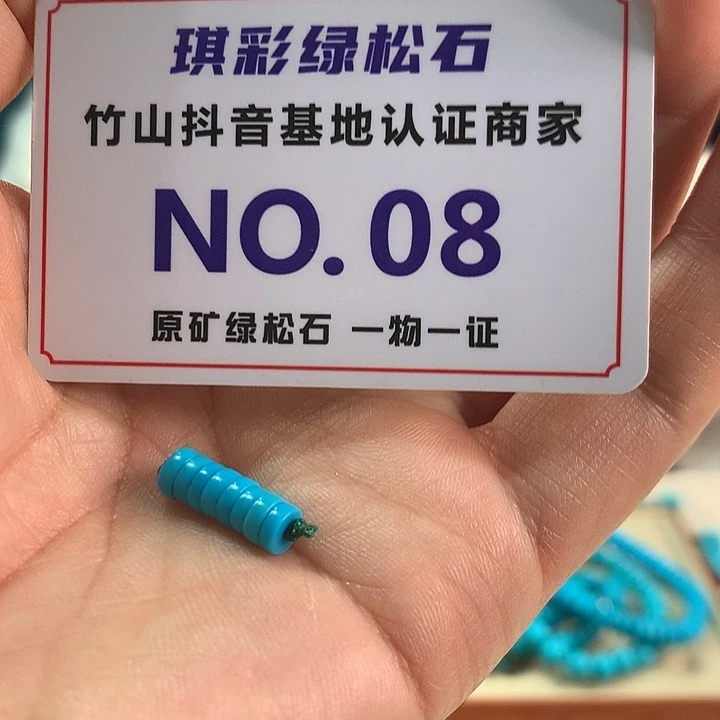 琪彩绿松石
竹山抖音基地认证商家
NO.08
原矿绿松石 一物一证